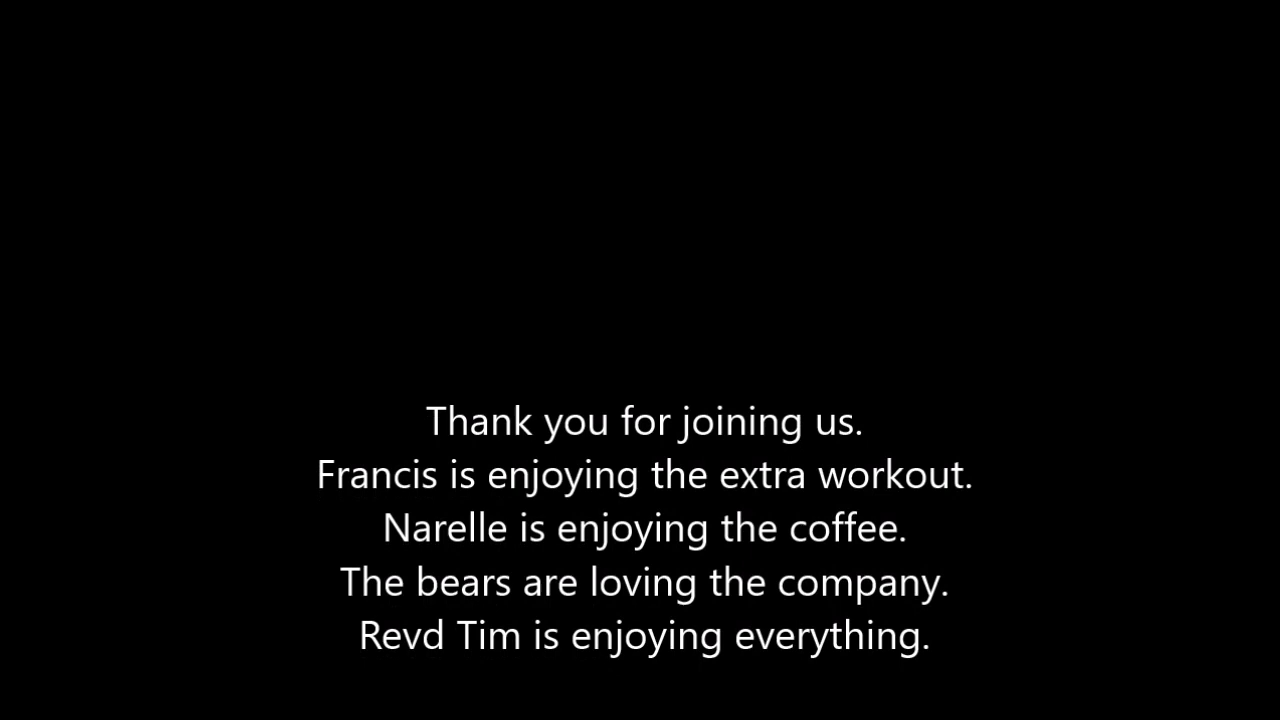 Thank you for joining us.
Francis is enjoying the extra workout.
Narelle is enjoying the coffee.
The bears are loving the company.
Revd Tim is enjoying everything.